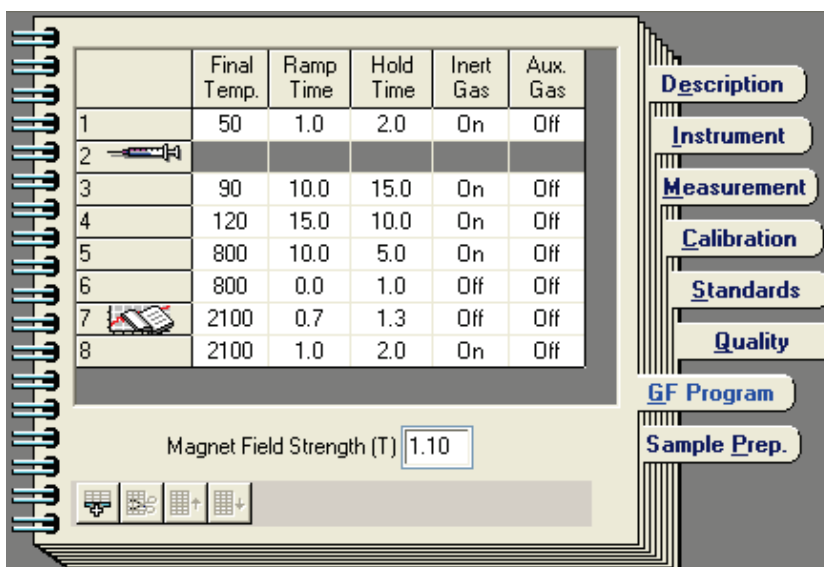 Final Temp. Ramp Time Hold Time Inert Gas Aux. Gas
1 50 1.0 2.0 On Off
2
3 90 10.0 15.0 On Off
4 120 15.0 10.0 On Off
5 800 10.0 5.0 On Off
6 800 0.0 1.0 Off Off
7 2100 0.7 1.3 Off Off
8 2100 1.0 2.0 On Off
Magnet Field Strength (T) 1.10
Description
Instrument
Measurement
Calibration
Standards
Quality
GF Program
Sample Prep.